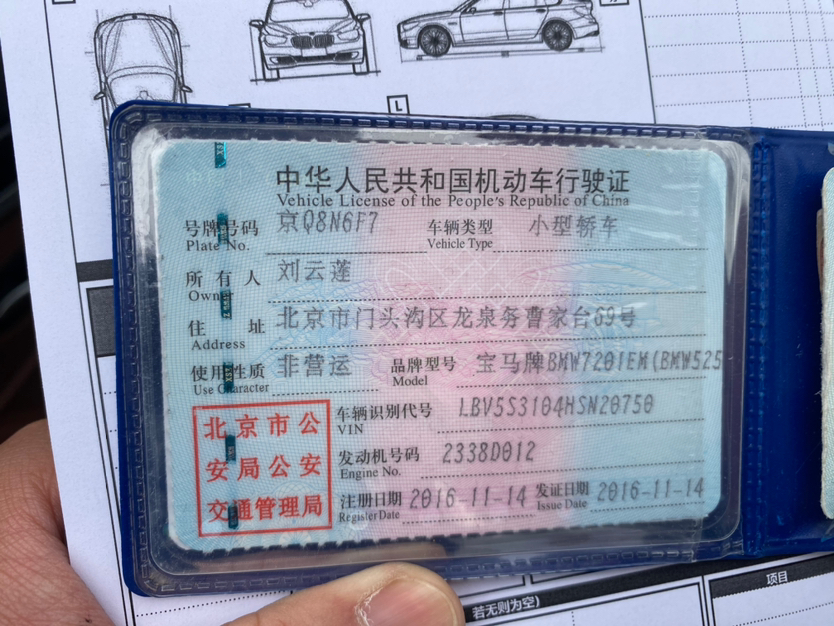 L
中华人民共和国机动车行驶证
Vehicle License of the People's Republic of China
号牌号码 京Q8N6F7 车辆类型 小型轿车
Plate No. Vehicle Type
所有人 刘云莲
Owner
住址 北京市门头沟区龙泉务曹家台69号
Address
使用性质 非营运 品牌型号 宝马牌BMW7201EM(BMW525
Use Character Model
北京市公
安局公安
交通管理局
车辆识别代号 LBV5S3104HSN20750
VIN
发动机号码 2338D012
Engine No.
注册日期 2016-11-14 发证日期 2016-11-14
Register Date Issue Date
项目
若无则为空)